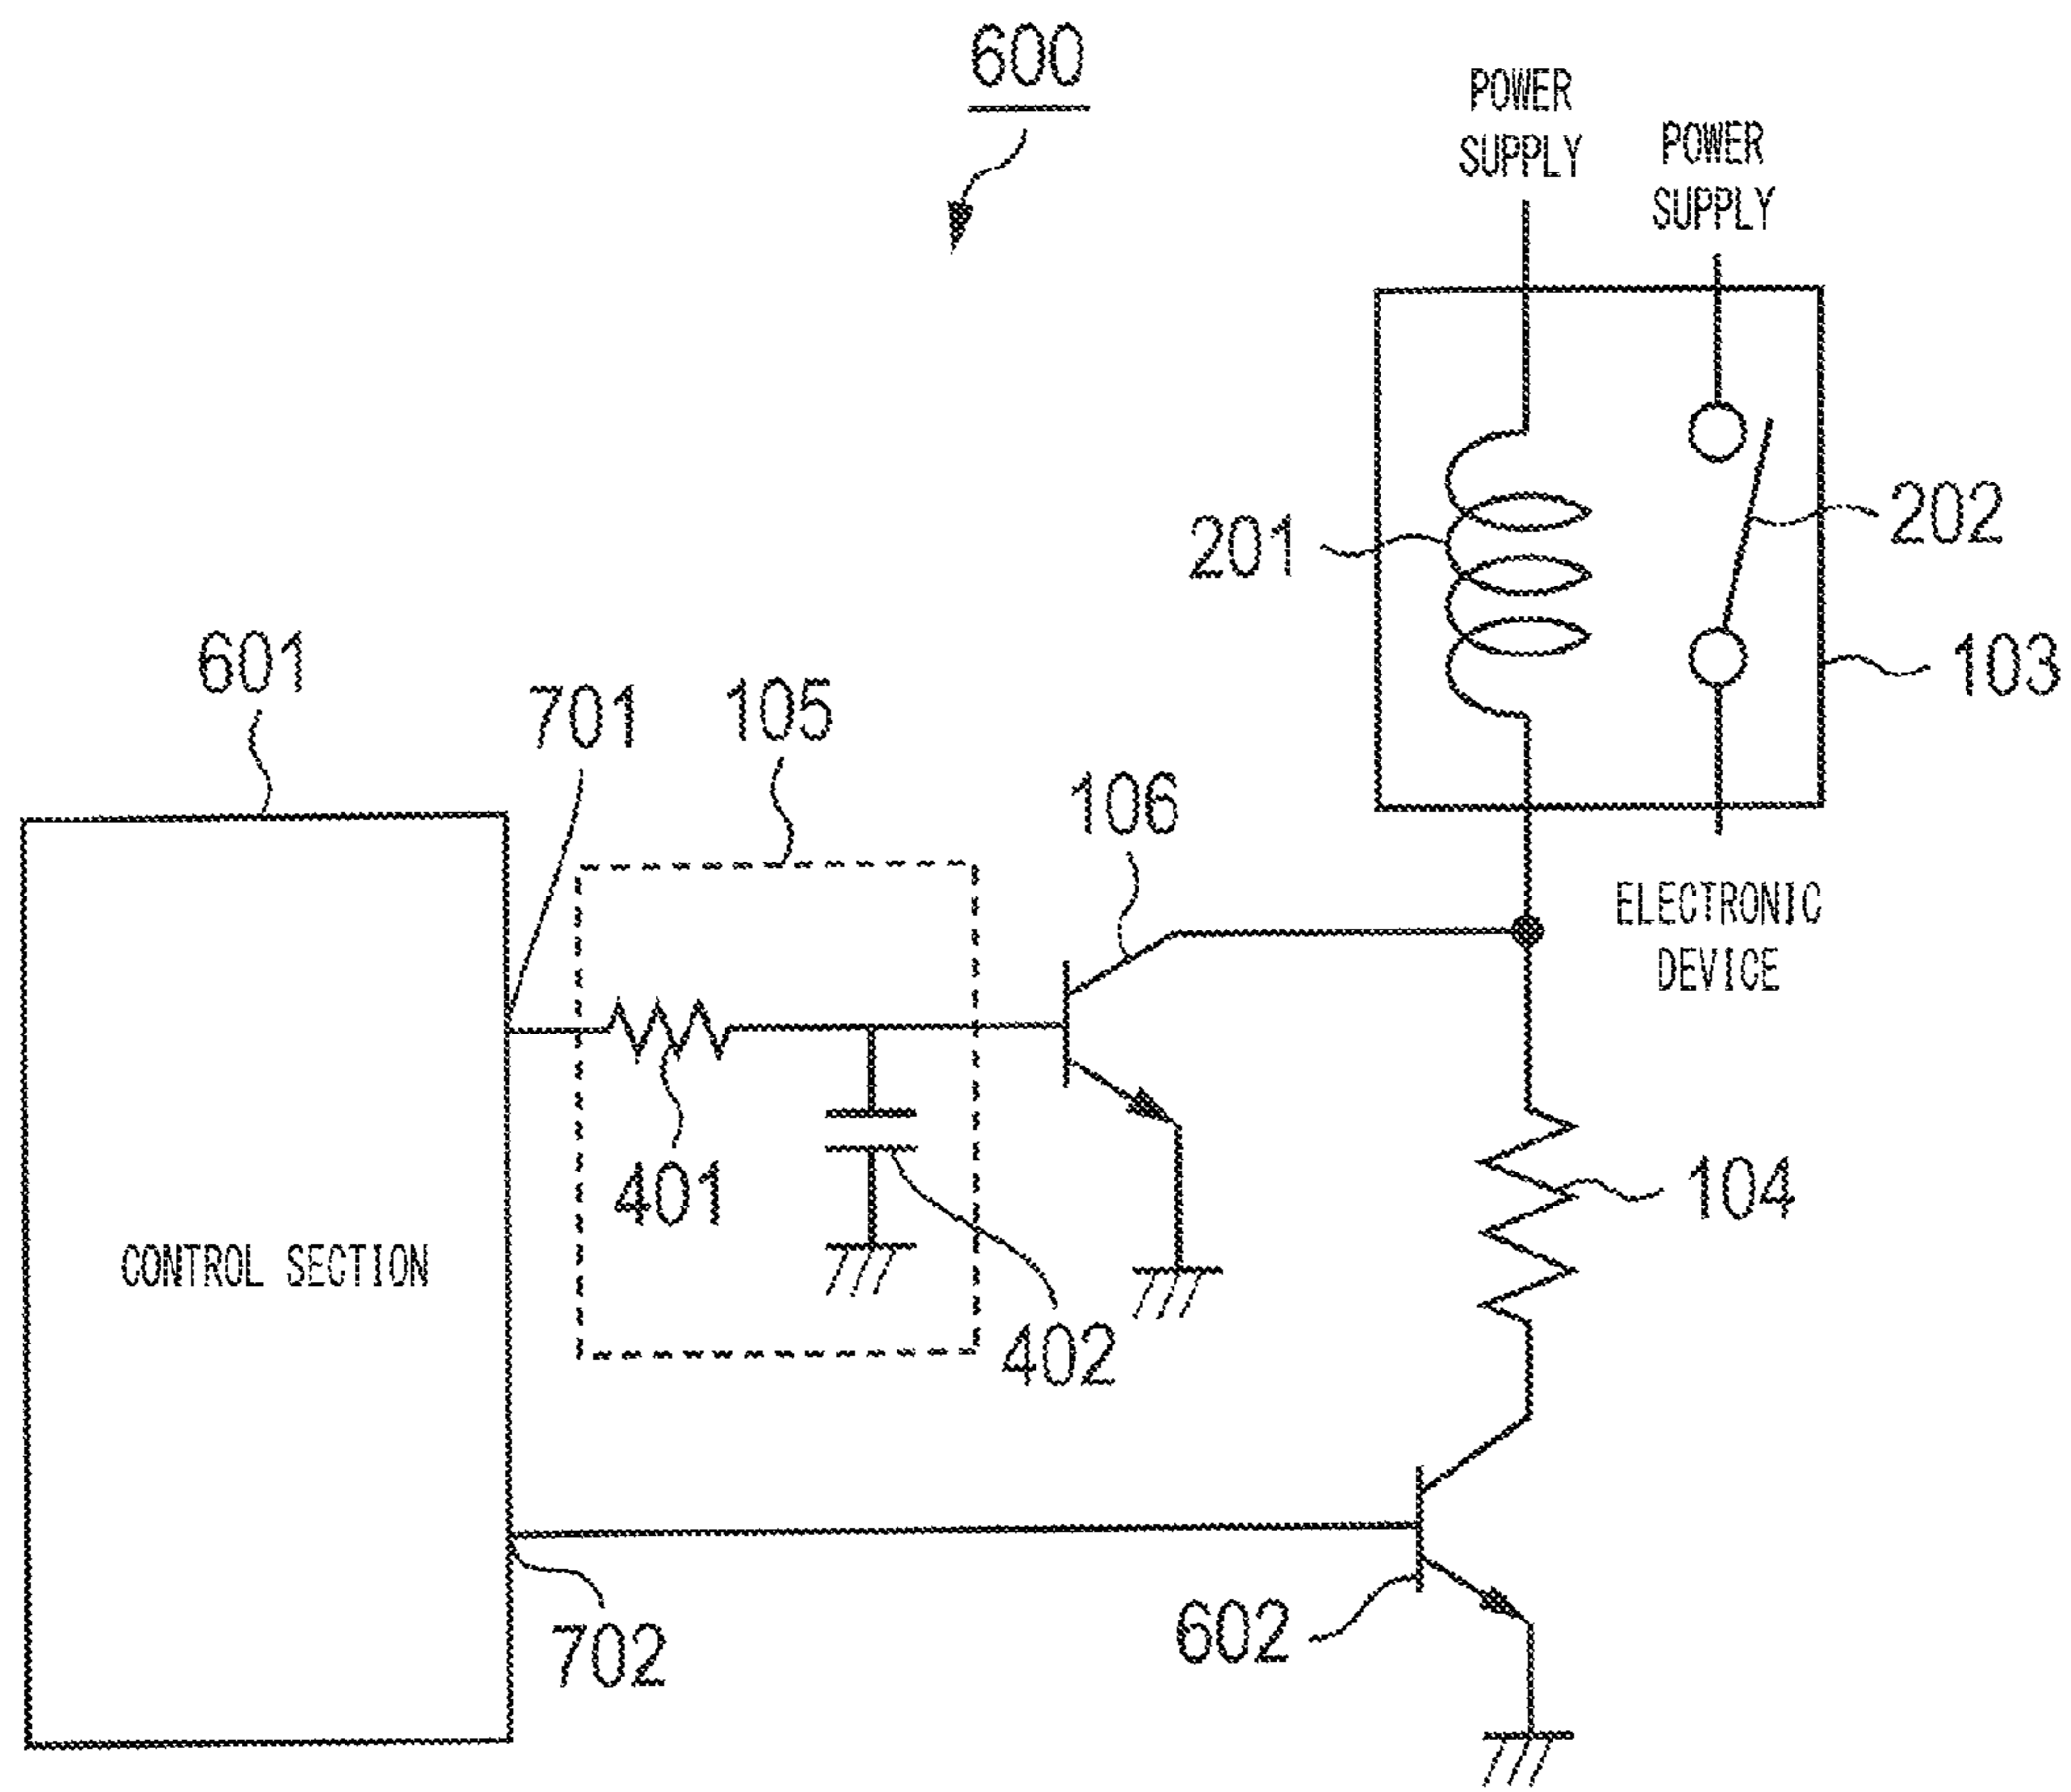 600
POWER
SUPPLY
POWER
SUPPLY
201
202
103
601
701
105
106
ELECTRONIC
DEVICE
401
104
CONTROL SECTION
402
602
702